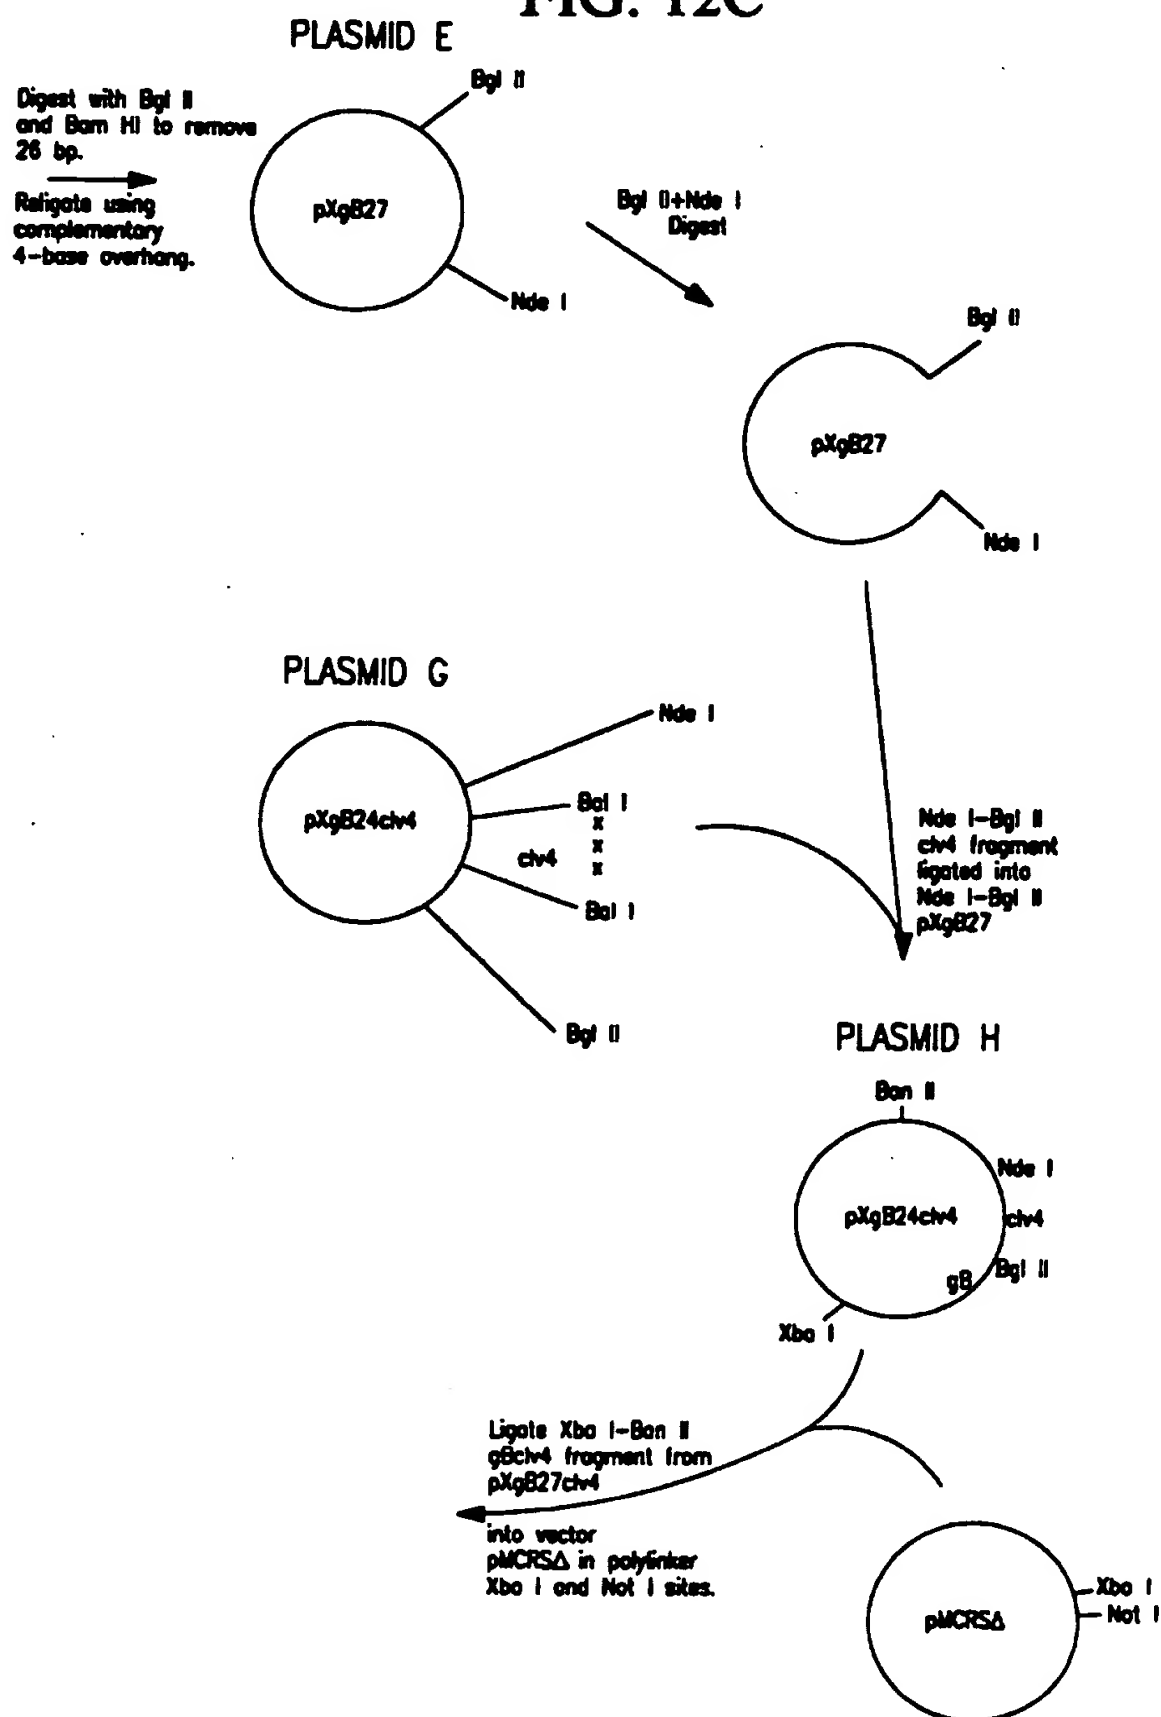 FIG. 12C
PLASMID E
Bgl II
Digest with Bgl II
and Bam HI to remove
26 bp.
Religate using
complementary
4-base overhang.
pXgB27
Nde I
Bgl II+Nde I
Digest
Bgl II
pXgB27
Nde I
PLASMID G
Nde I
Bal I
x
x
x
clv4
Bal I
pXgB24clv4
Bgl II
Nde I-Bgl II
clv4 fragment
ligated into
Nde I-Bgl II
pXgB27
PLASMID H
Ban II
Nde I
pXgB24clv4
clv4
Bgl II
gB
Xba I
Ligate Xba I-Ban II
gBclv4 fragment from
pXgB27clv4
into vector
pMCRSΔ in polylinker
Xba I and Not I sites.
Xba I
Not I
pMCRSΔ